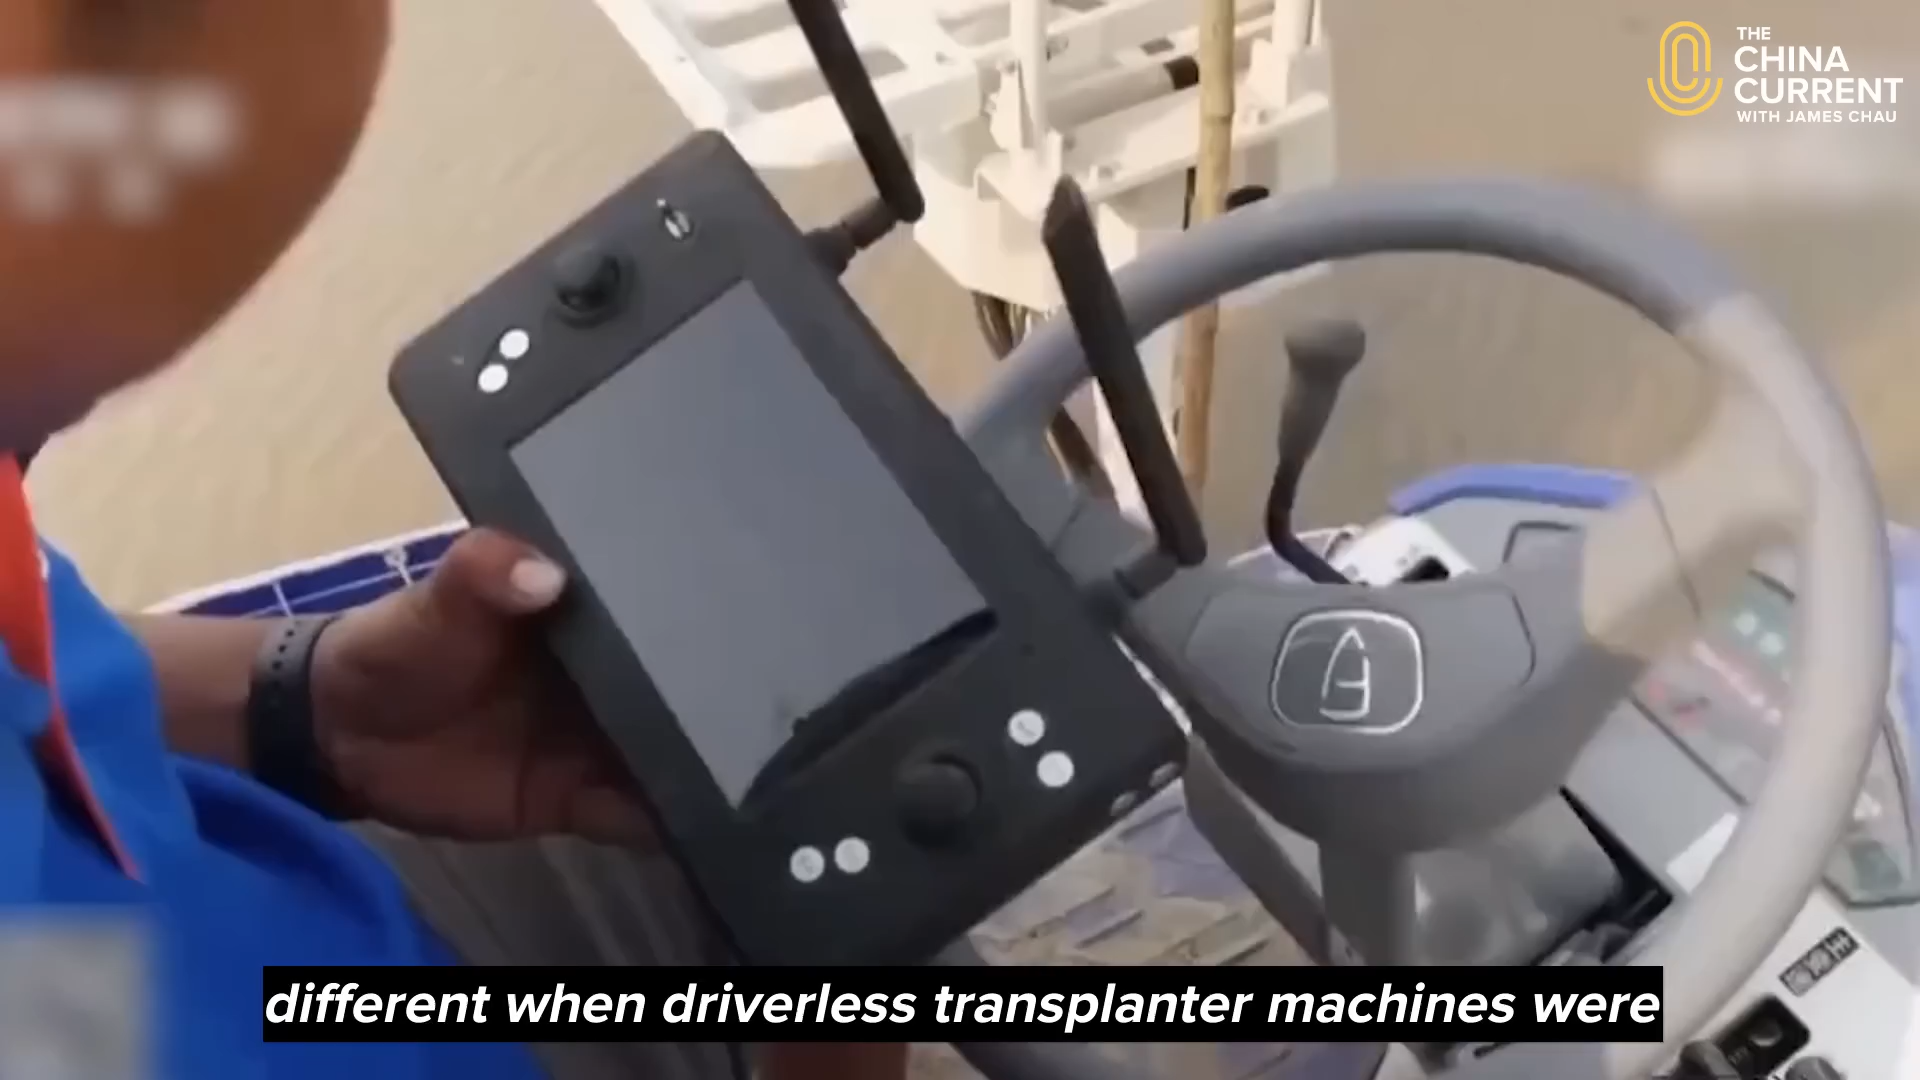 THE
CHINA
CURRENT
WITH JAMES CHAU
different when driverless transplanter machines were